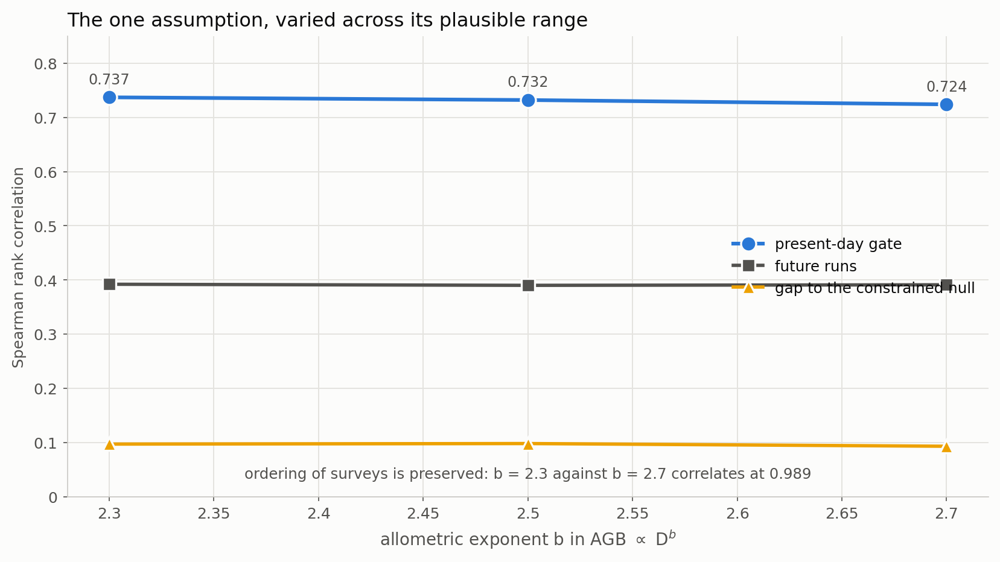 The one assumption, varied across its plausible range
Spearman rank correlation
0.8
0.7
0.6
0.5
0.4
0.3
0.2
0.1
0
0.737
0.732
0.724
present-day gate
future runs
gap to the constrained null
ordering of surveys is preserved: b = 2.3 against b = 2.7 correlates at 0.989
2.3 2.35 2.4 2.45 2.5 2.55 2.6 2.65 2.7
allometric exponent b in AGB ∝ D^b